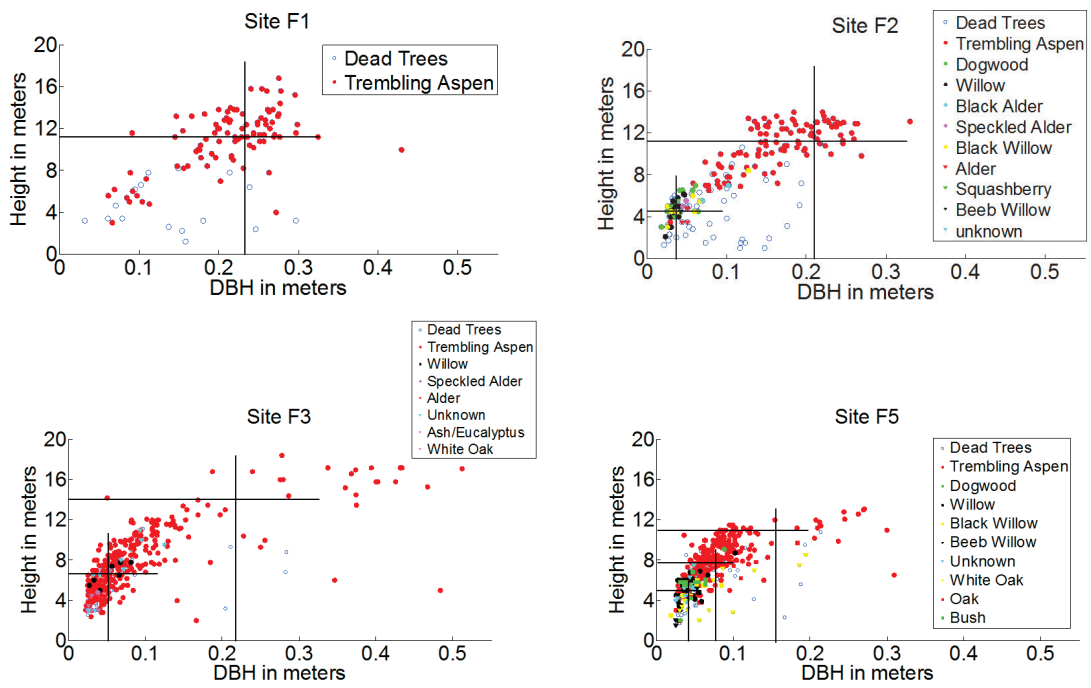 Site F1
Dead Trees
Trembling Aspen
20
16
12
8
4
0
0 0.1 0.2 0.3 0.4 0.5
Height in meters
DBH in meters
Site F2
Dead Trees
Trembling Aspen
Dogwood
Willow
Black Alder
Speckled Alder
Black Willow
Alder
Squashberry
Beeb Willow
unknown
20
16
12
8
4
0
0 0.1 0.2 0.3 0.4 0.5
Height in meters
DBH in meters
Site F3
Dead Trees
Trembling Aspen
Willow
Speckled Alder
Alder
Unknown
Ash/Eucalyptus
White Oak
20
16
12
8
4
0
0 0.1 0.2 0.3 0.4 0.5
Height in meters
DBH in meters
Site F5
Dead Trees
Trembling Aspen
Dogwood
Willow
Black Willow
Beeb Willow
Unknown
White Oak
Oak
Bush
20
16
12
8
4
0
0 0.1 0.2 0.3 0.4 0.5
Height in meters
DBH in meters